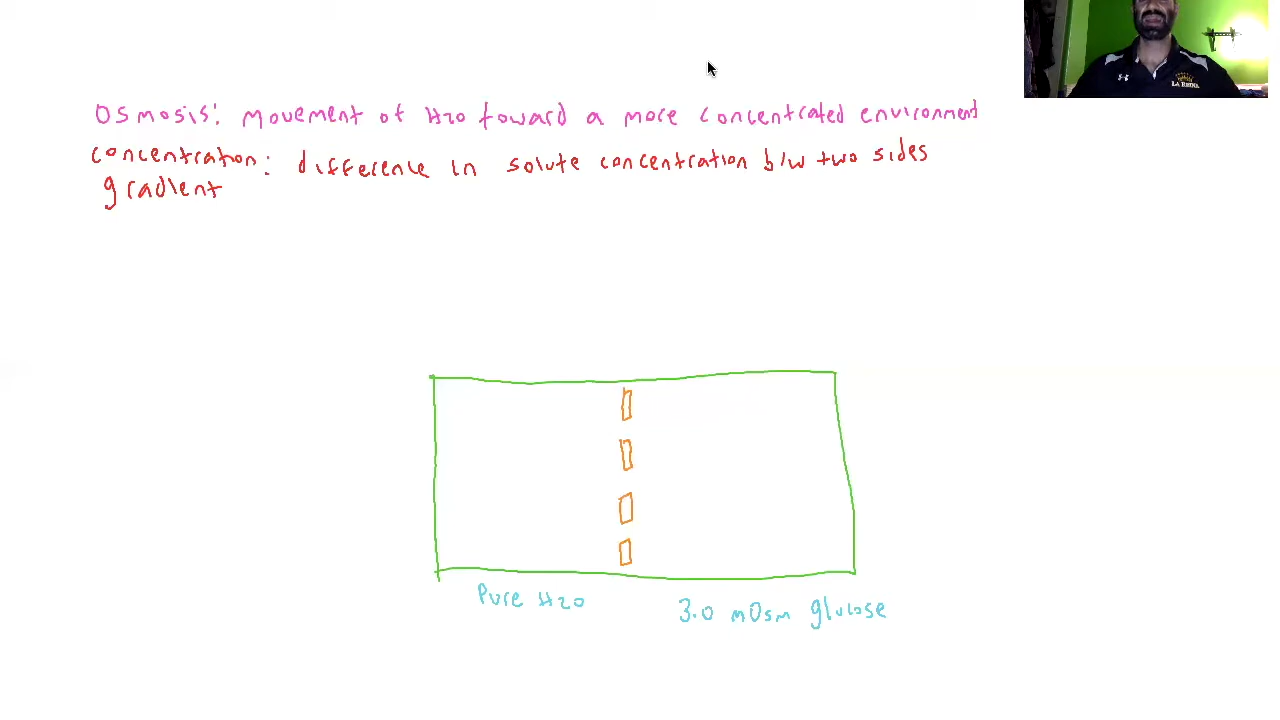 Osmosis: movement of H2O toward a more concentrated environment
concentration: difference in solute concentration b/w two sides
gradient
Pure H2O
3.0 mOsm glucose